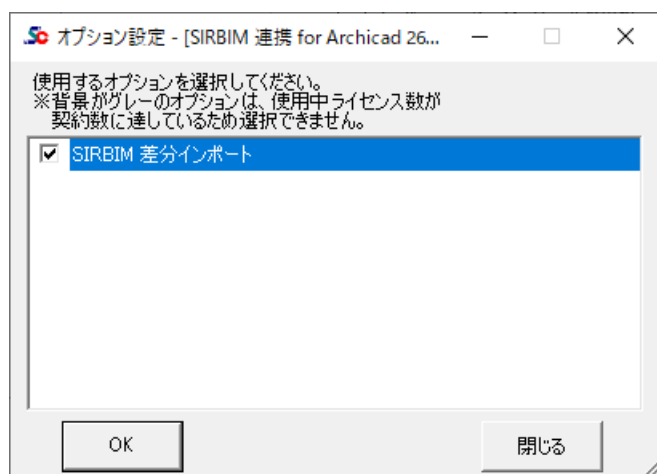 Sc オプション設定 - [SIRBIM 連携 for Archicad 26...
使用するオプションを選択してください。
※背景がグレーのオプションは、使用中ライセンス数が
契約数に達しているため選択できません。
SIRBIM 差分インポート
OK 閉じる